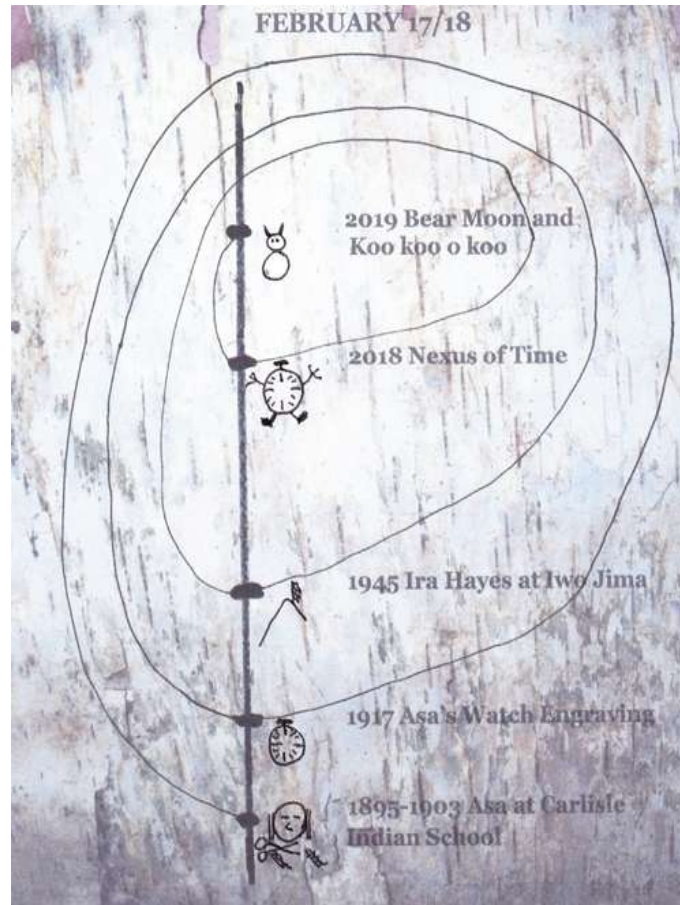 FEBRUARY 17/18
2019 Bear Moon and
Koo koo o koo
2018 Nexus of Time
1945 Ira Hayes at Iwo Jima
1917 Asa's Watch Engraving
1895-1903 Asa at Carlisle
Indian School